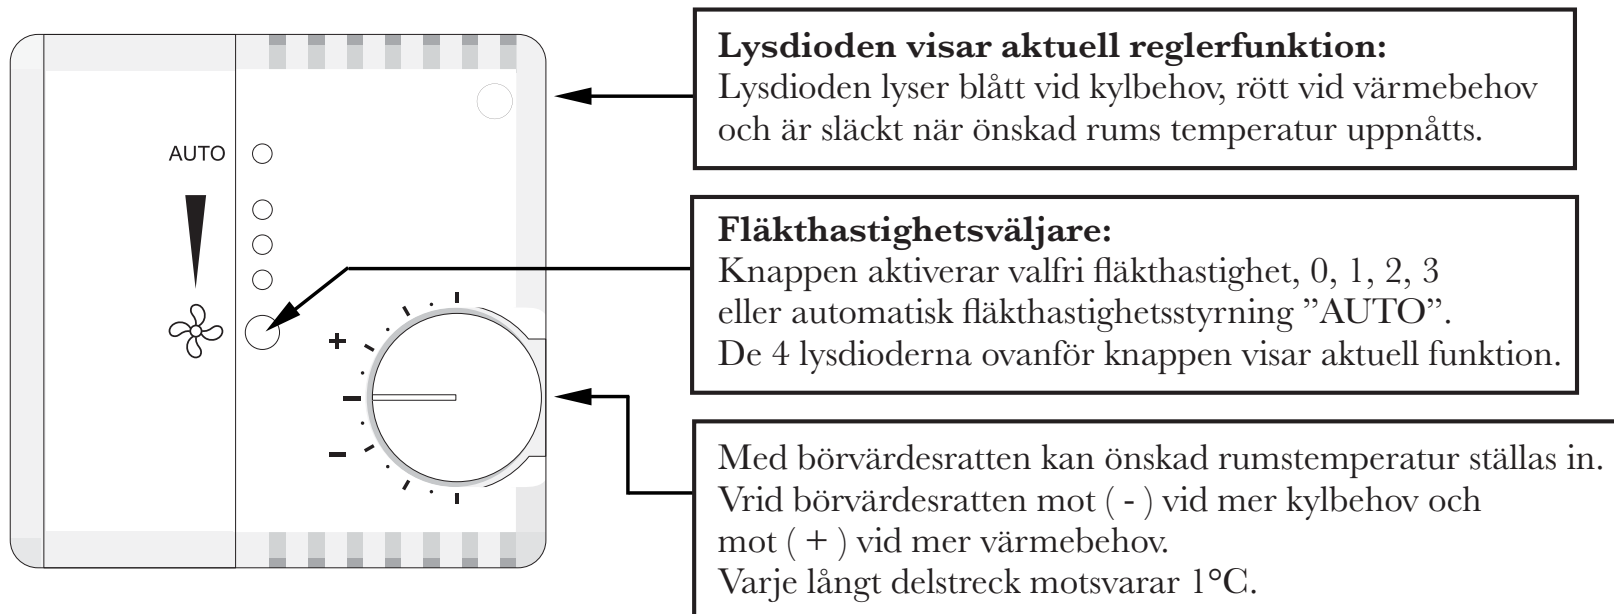 Lysdioden visar aktuell reglerfunktion:
Lysdioden lyser blått vid kylbehov, rött vid värmebehov
och är släckt när önskad rums temperatur uppnåtts.
AUTO
Fläkthastighetsväljare:
Knappen aktiverar valfri fläkthastighet, 0, 1, 2, 3
eller automatisk fläkthastighetsstyrning ”AUTO”.
De 4 lysdioderna ovanför knappen visar aktuell funktion.
+
-
Med börvärdesratten kan önskad rumstemperatur ställas in.
Vrid börvärdesratten mot ( - ) vid mer kylbehov och
mot ( + ) vid mer värmebehov.
Varje långt delstreck motsvarar 1°C.